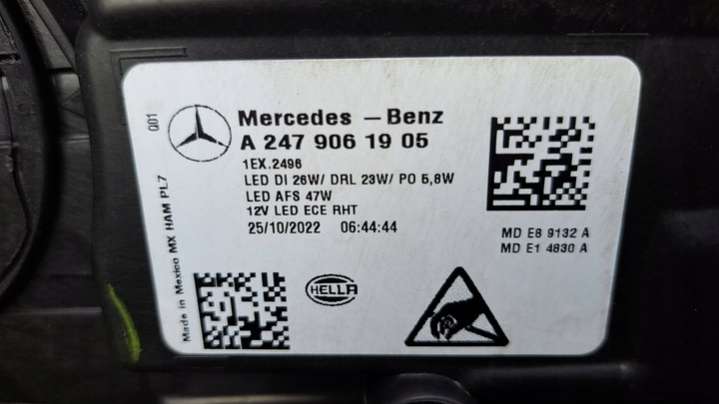 Mercedes-Benz
A 247 906 19 05
1EX.2496
LED DI 26W/ DRL 23W/ PO 5,8W
LED AFS 47W
12V LED ECE RHT
25/10/2022 06:44:44
MD E8 9132 A
MD E1 4830 A
HELLA
Q01
Made in Mexico MX HAM PL7